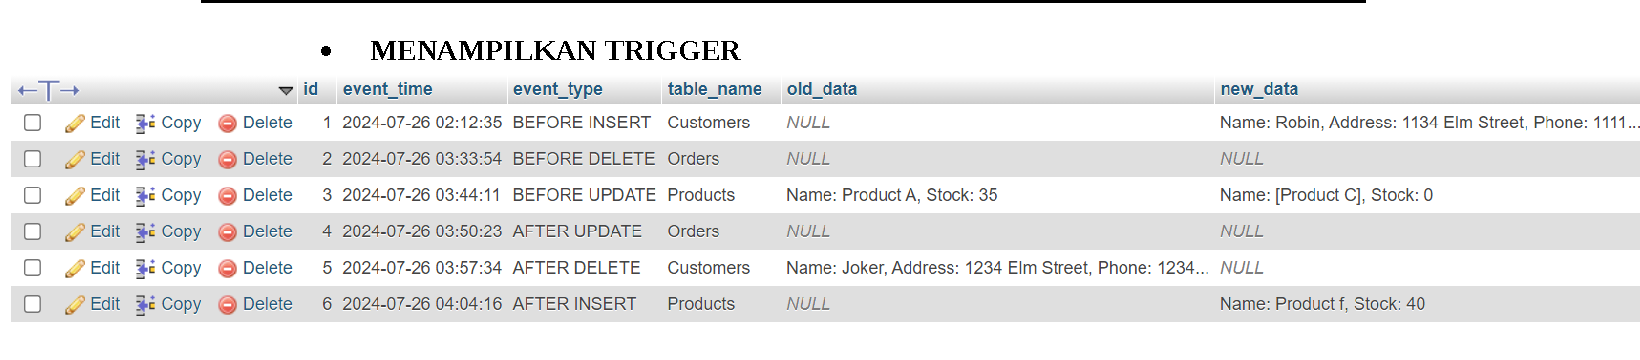 • MENAMPILKAN TRIGGER
←T→ id event_time event_type table_name old_data new_data
Edit Copy Delete 1 2024-07-26 02:12:35 BEFORE INSERT Customers NULL Name: Robin, Address: 1134 Elm Street, Phone: 1111...
Edit Copy Delete 2 2024-07-26 03:33:54 BEFORE DELETE Orders NULL NULL
Edit Copy Delete 3 2024-07-26 03:44:11 BEFORE UPDATE Products Name: Product A, Stock: 35 Name: [Product C], Stock: 0
Edit Copy Delete 4 2024-07-26 03:50:23 AFTER UPDATE Orders NULL NULL
Edit Copy Delete 5 2024-07-26 03:57:34 AFTER DELETE Customers Name: Joker, Address: 1234 Elm Street, Phone: 1234... NULL
Edit Copy Delete 6 2024-07-26 04:04:16 AFTER INSERT Products NULL Name: Product f, Stock: 40